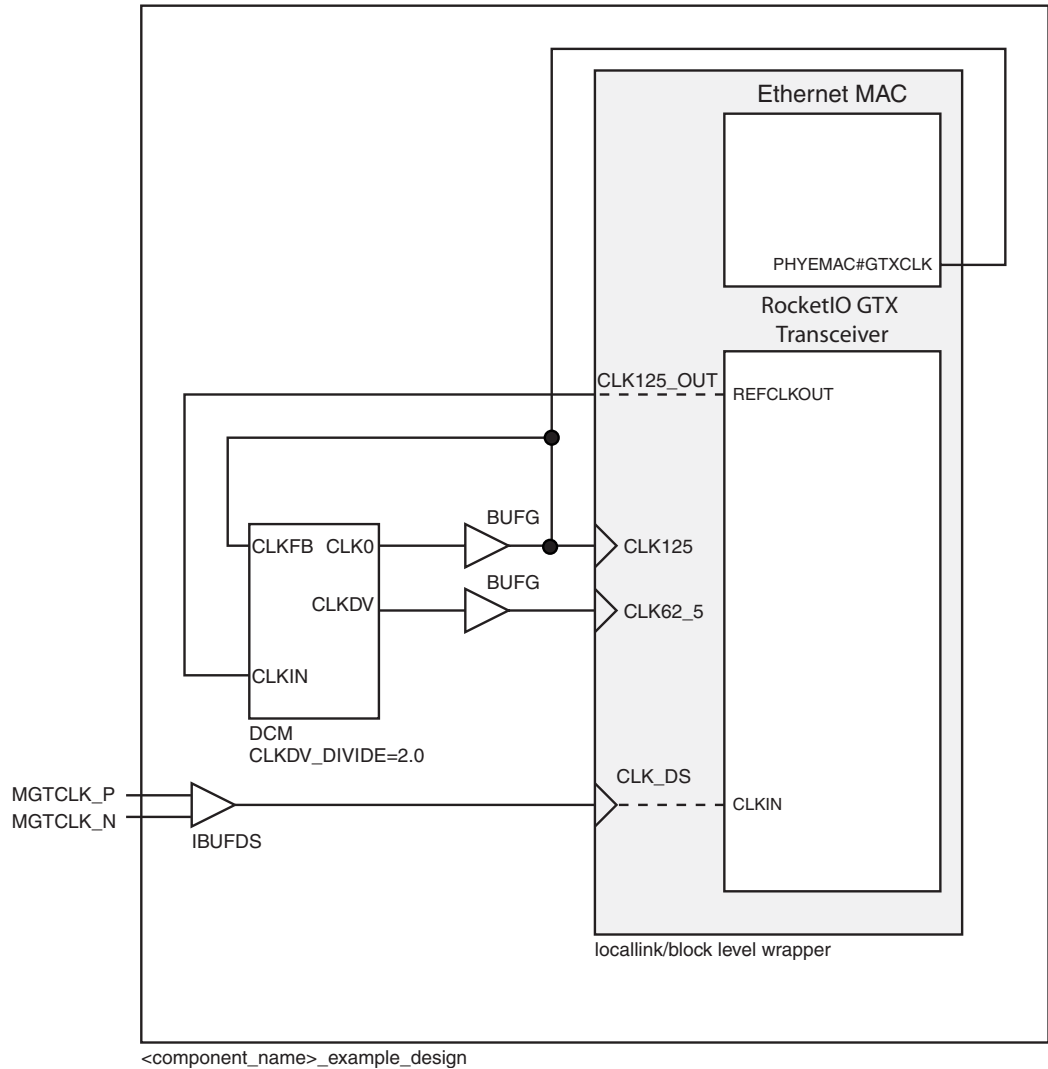 Ethernet MAC
PHYEMAC#GTXCLK
RocketIO GTX
Transceiver
CLK125_OUT
REFCLKOUT
BUFG
CLKFB
CLK0
CLK125
BUFG
CLKDV
CLK62_5
CLKIN
DCM
CLKDV_DIVIDE=2.0
CLK_DS
MGTCLK_P
CLKIN
MGTCLK_N
IBUFDS
locallink/block level wrapper
<component_name>_example_design